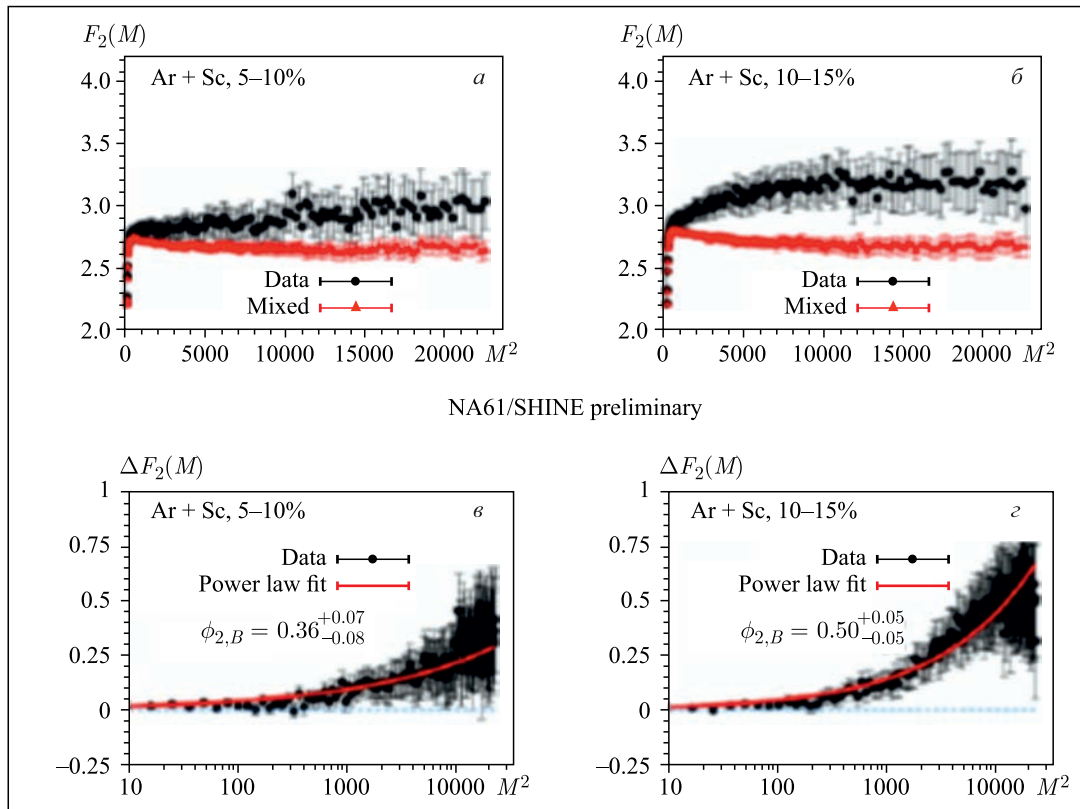 F₂(M)
4.0
3.5
3.0
2.5
2.0
Ar + Sc, 5–10%
а
Data
Mixed
0 5000 10000 15000 20000 M²
F₂(M)
4.0
3.5
3.0
2.5
2.0
Ar + Sc, 10–15%
б
Data
Mixed
0 5000 10000 15000 20000 M²
NA61/SHINE preliminary
ΔF₂(M)
1
0.75
0.5
0.25
0
–0.25
Ar + Sc, 5–10%
в
Data
Power law fit
ϕ₂,B = 0.36 +0.07 −0.08
10 100 1000 10000 M²
ΔF₂(M)
1
0.75
0.5
0.25
0
–0.25
Ar + Sc, 10–15%
г
Data
Power law fit
ϕ₂,B = 0.50 +0.05 −0.05
10 100 1000 10000 M²